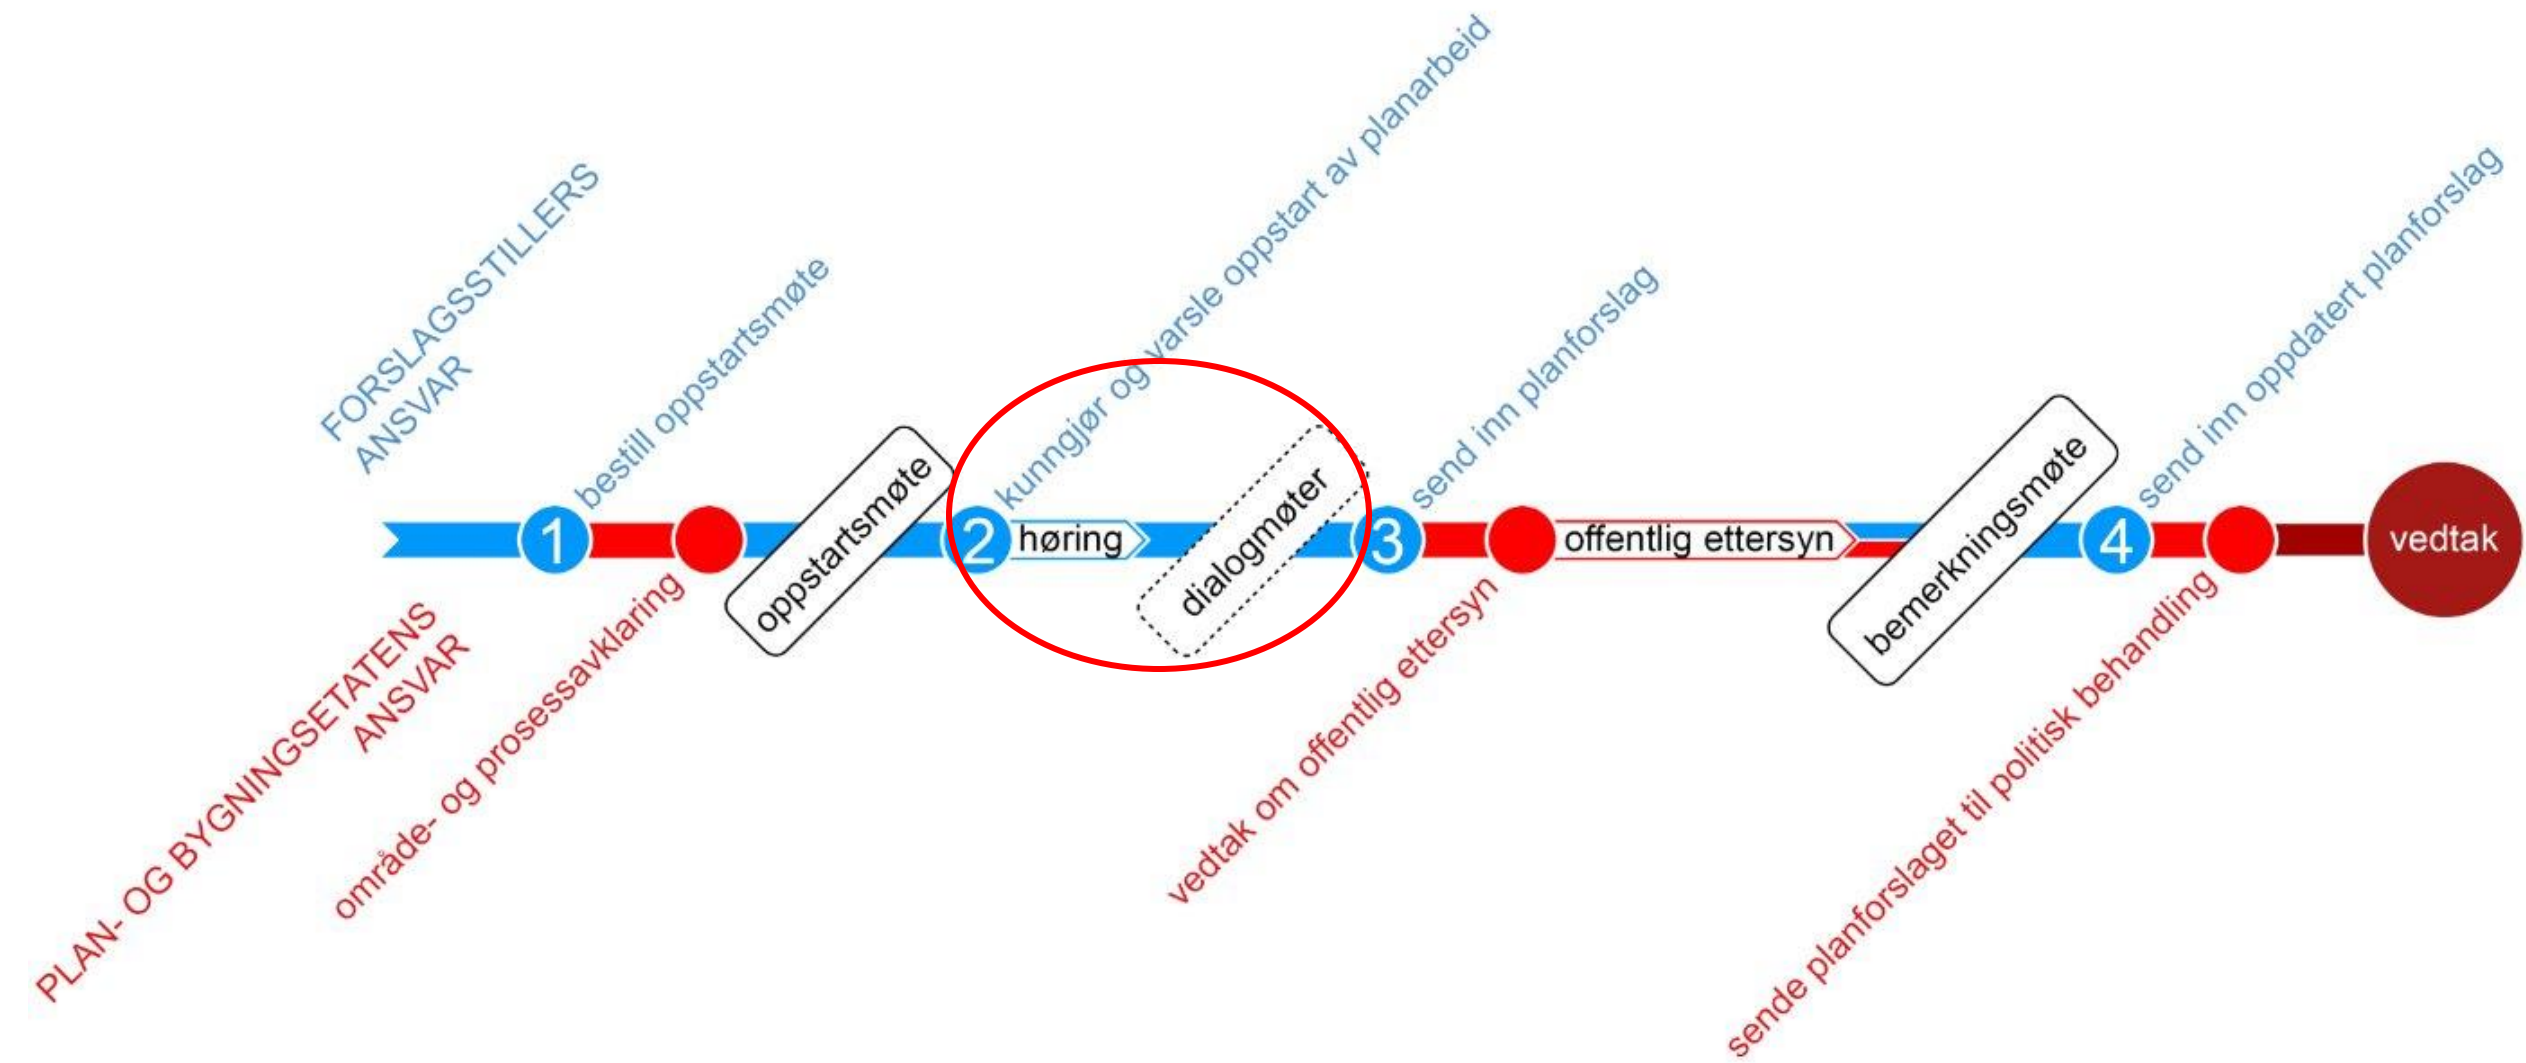 FORSLAGSSTILLERS
ANSVAR
bestill oppstartsmøte
kunngjør og varsle oppstart av planarbeid
send inn planforslag
send inn oppdatert planforslag
1
oppstartsmøte
2
høring
dialogmøter
3
offentlig ettersyn
bemerkningsmøte
4
vedtak
PLAN- OG BYGNINGSETATENS
ANSVAR
område- og prosessavklaring
vedtak om offentlig ettersyn
sende planforslaget til politisk behandling